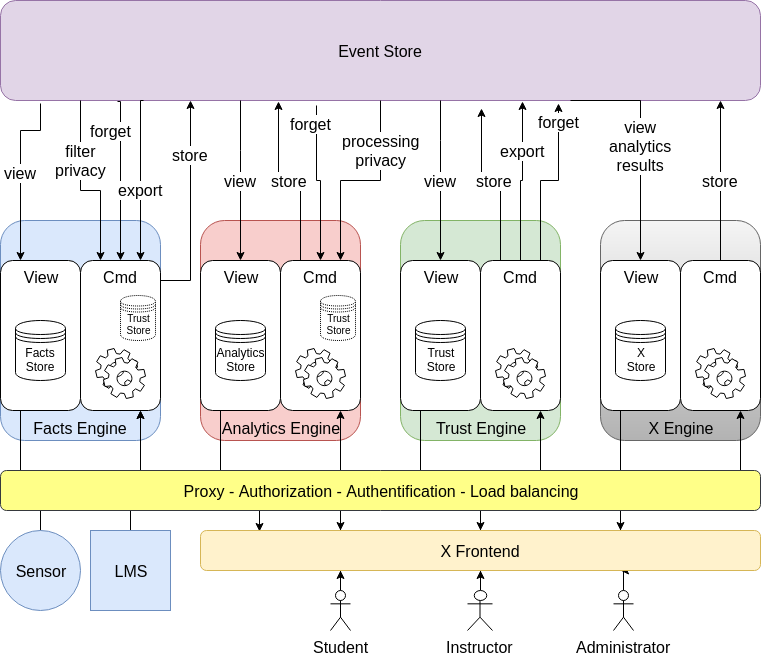 Event Store
forget
forget
forget
view
filter
privacy
export
store
view
store
processing
privacy
view
store
export
view
analytics
results
store
View
Cmd
View
Cmd
View
Cmd
View
Cmd
Trust
Store
Trust
Store
Facts
Store
Analytics
Store
Trust
Store
X
Store
Facts Engine
Analytics Engine
Trust Engine
X Engine
Proxy - Authorization - Authentification - Load balancing
Sensor
LMS
X Frontend
Student
Instructor
Administrator